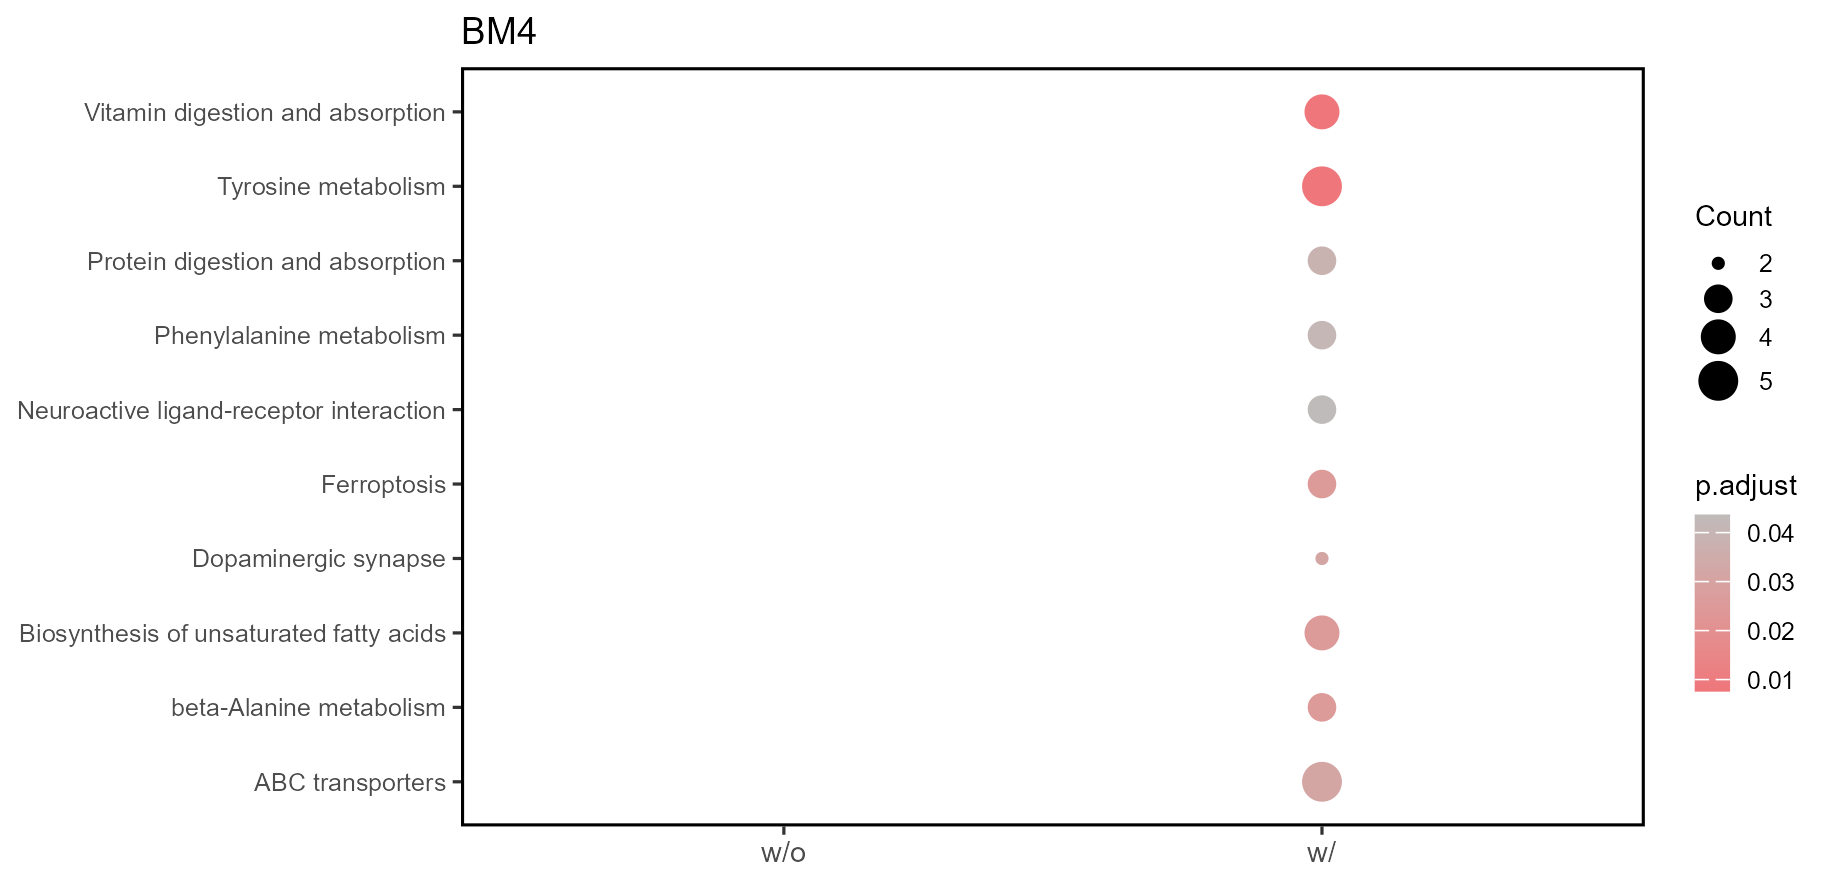 BM4
Vitamin digestion and absorption
Tyrosine metabolism
Protein digestion and absorption
Phenylalanine metabolism
Neuroactive ligand-receptor interaction
Ferroptosis
Dopaminergic synapse
Biosynthesis of unsaturated fatty acids
beta-Alanine metabolism
ABC transporters
w/o
w/
Count
2
3
4
5
p.adjust
0.04
0.03
0.02
0.01